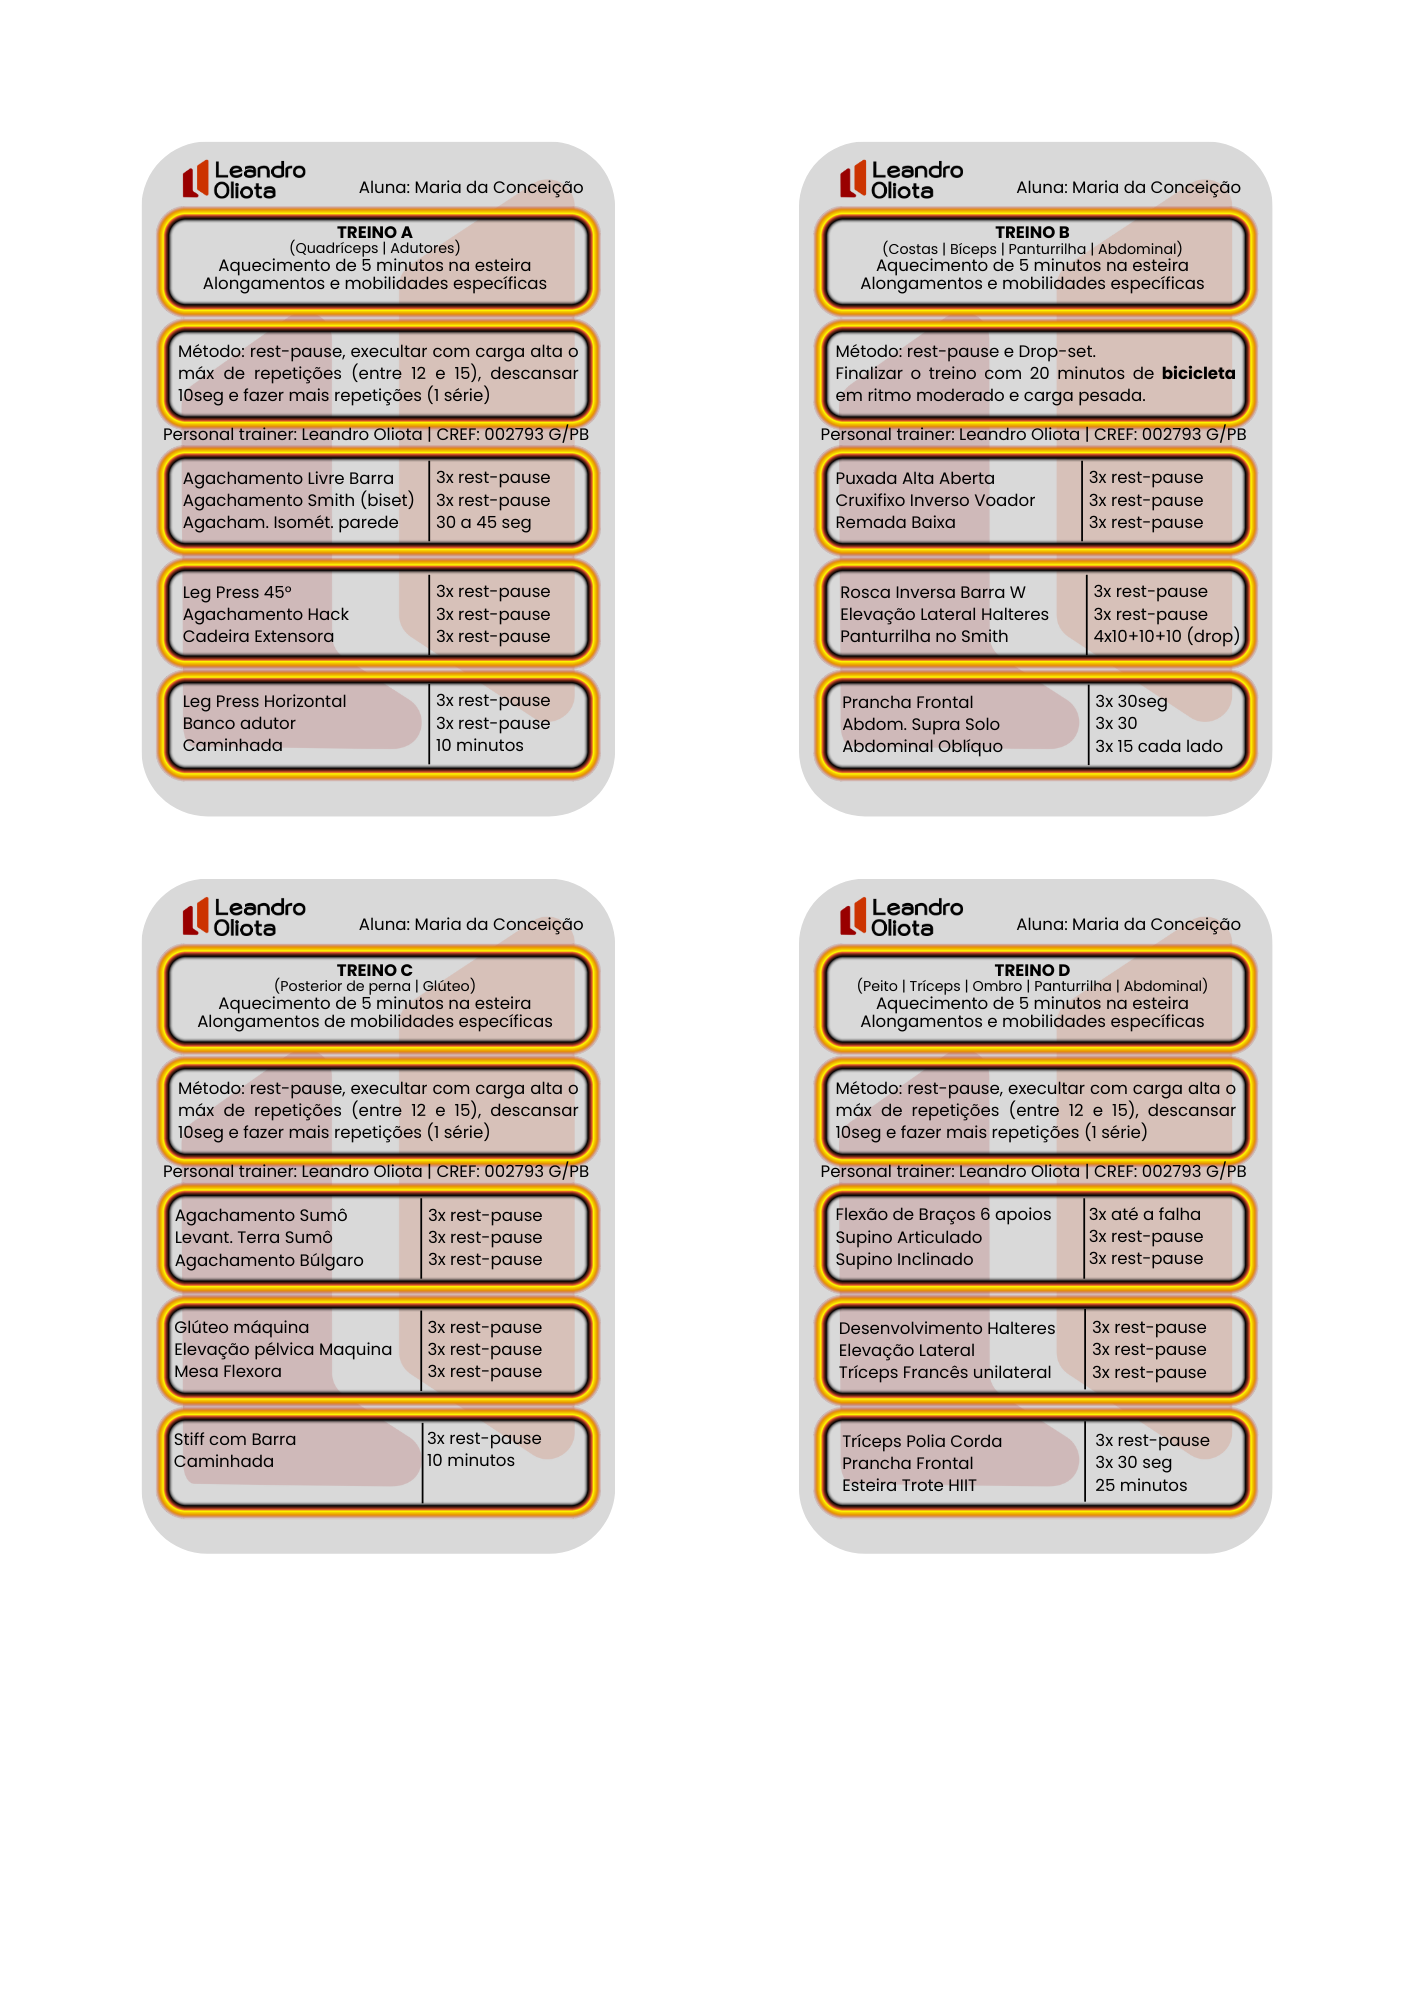 Leandro
Oliota
Aluna: Maria da Conceição
TREINO A
(Quadríceps | Adutores)
Aquecimento de 5 minutos na esteira
Alongamentos e mobilidades específicas
Método: rest-pause, execultar com carga alta o
máx de repetições (entre 12 e 15), descansar
10seg e fazer mais repetições (1 série)
Personal trainer: Leandro Oliota | CREF: 002793 G/PB
Agachamento Livre Barra 3x rest-pause
Agachamento Smith (biset) 3x rest-pause
Agacham. Isomét. parede 30 a 45 seg
Leg Press 45º 3x rest-pause
Agachamento Hack 3x rest-pause
Cadeira Extensora 3x rest-pause
Leg Press Horizontal 3x rest-pause
Banco adutor 3x rest-pause
Caminhada 10 minutos
Leandro
Oliota
Aluna: Maria da Conceição
TREINO B
(Costas | Bíceps | Panturrilha | Abdominal)
Aquecimento de 5 minutos na esteira
Alongamentos e mobilidades específicas
Método: rest-pause e Drop-set.
Finalizar o treino com 20 minutos de bicicleta
em ritmo moderado e carga pesada.
Personal trainer: Leandro Oliota | CREF: 002793 G/PB
Puxada Alta Aberta 3x rest-pause
Cruxifixo Inverso Voador 3x rest-pause
Remada Baixa 3x rest-pause
Rosca Inversa Barra W 3x rest-pause
Elevação Lateral Halteres 3x rest-pause
Panturrilha no Smith 4x10+10+10 (drop)
Prancha Frontal 3x 30seg
Abdom. Supra Solo 3x 30
Abdominal Oblíquo 3x 15 cada lado
Leandro
Oliota
Aluna: Maria da Conceição
TREINO C
(Posterior de perna | Glúteo)
Aquecimento de 5 minutos na esteira
Alongamentos de mobilidades específicas
Método: rest-pause, execultar com carga alta o
máx de repetições (entre 12 e 15), descansar
10seg e fazer mais repetições (1 série)
Personal trainer: Leandro Oliota | CREF: 002793 G/PB
Agachamento Sumô 3x rest-pause
Levant. Terra Sumô 3x rest-pause
Agachamento Búlgaro 3x rest-pause
Glúteo máquina 3x rest-pause
Elevação pélvica Maquina 3x rest-pause
Mesa Flexora 3x rest-pause
Stiff com Barra 3x rest-pause
Caminhada 10 minutos
Leandro
Oliota
Aluna: Maria da Conceição
TREINO D
(Peito | Tríceps | Ombro | Panturrilha | Abdominal)
Aquecimento de 5 minutos na esteira
Alongamentos e mobilidades específicas
Método: rest-pause, execultar com carga alta o
máx de repetições (entre 12 e 15), descansar
10seg e fazer mais repetições (1 série)
Personal trainer: Leandro Oliota | CREF: 002793 G/PB
Flexão de Braços 6 apoios 3x até a falha
Supino Articulado 3x rest-pause
Supino Inclinado 3x rest-pause
Desenvolvimento Halteres 3x rest-pause
Elevação Lateral 3x rest-pause
Tríceps Francês unilateral 3x rest-pause
Tríceps Polia Corda 3x rest-pause
Prancha Frontal 3x 30 seg
Esteira Trote HIIT 25 minutos